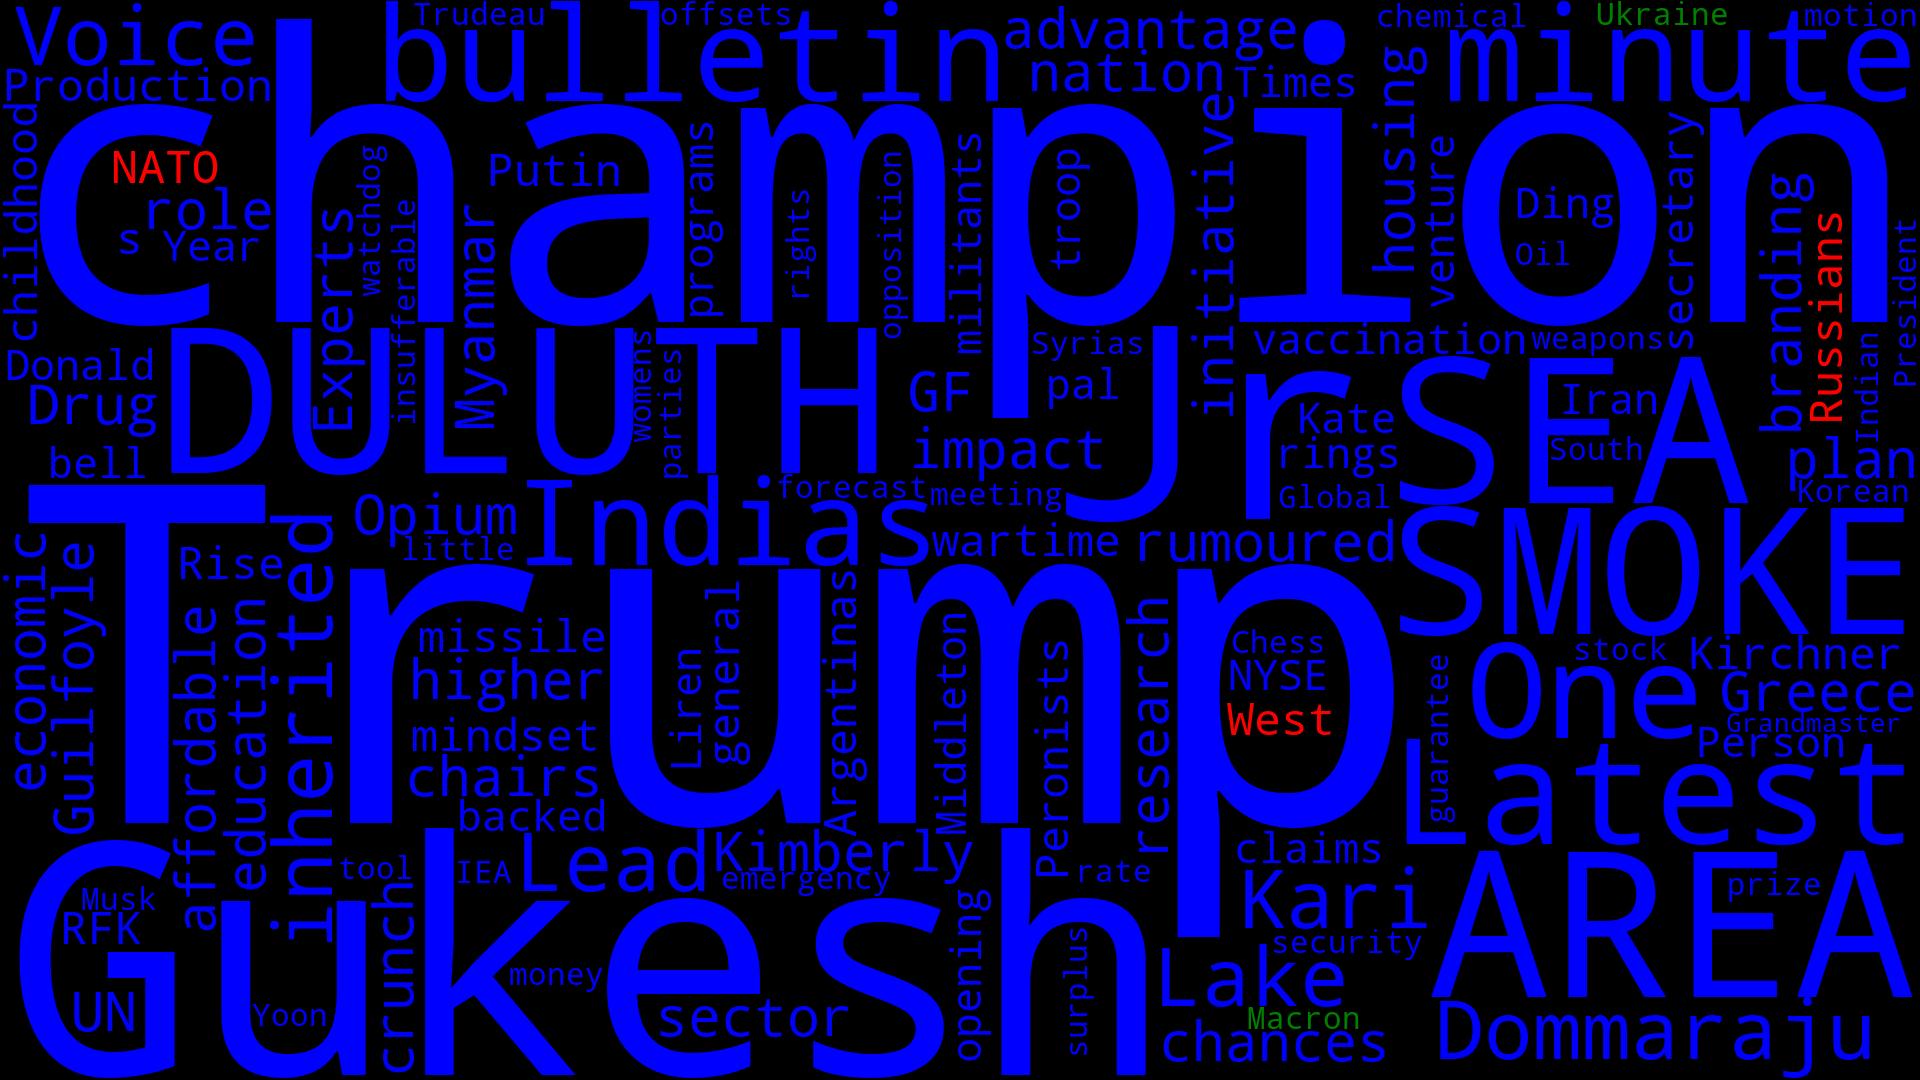 Voice
Trudeau
offsets
bulletin
advantage
chemical
Ukraine
motion
minute
Production
nation
Times
champion
childhood
NATO
role
s
Year
Experts
watchdog
insufferable
Myanmar
Putin
programs
rights
opposition
militants
troop
initiative
housing
venture
Ding
Oil
secretary
branding
Russians
President
Indian
Donald
Drug
bell
DULUTH
womens
parties
GF
impact
Syrias
pal
Jr
vaccination
weapons
Kate
rings
Global
SEA
Iran
South
plan
Korean
Opium
little
Indias
forecast
meeting
wartime
rumoured
SMOKE
Trump
economic
Guilfoyle
Rise
affordable
education
inherited
missile
higher
mindset
chairs
backed
Liren
general
Argentinas
Middleton
Peronists
research
Chess
NYSE
West
guarantee
One
stock
Kirchner
Greece
Grandmaster
Person
Latest
Gukesh
Musk
RFK
UN
Yoon
tool
crunch
IEA
Lead
Kimberly
emergency
money
sector
opening
surplus
rate
claims
Kari
security
Lake
Macron
chances
AREA
prize
Dommaraju